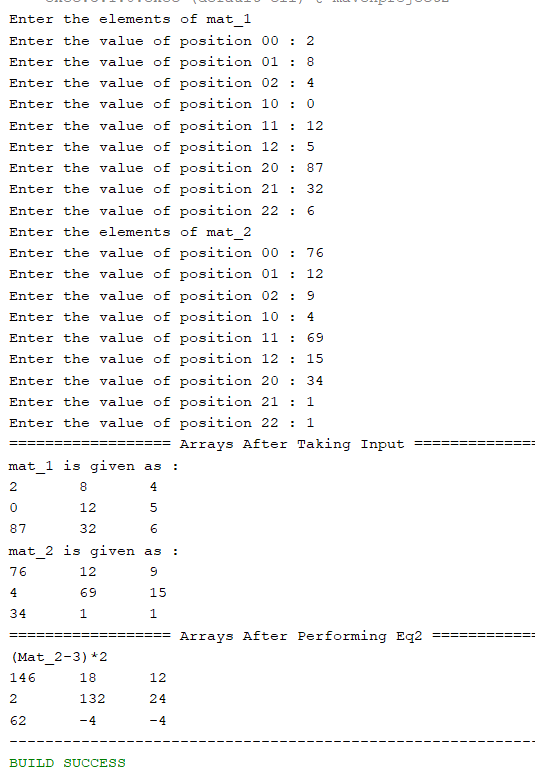 Enter the elements of mat_1
Enter the value of position 00 : 2
Enter the value of position 01 : 8
Enter the value of position 02 : 4
Enter the value of position 10 : 0
Enter the value of position 11 : 12
Enter the value of position 12 : 5
Enter the value of position 20 : 87
Enter the value of position 21 : 32
Enter the value of position 22 : 6
Enter the elements of mat_2
Enter the value of position 00 : 76
Enter the value of position 01 : 12
Enter the value of position 02 : 9
Enter the value of position 10 : 4
Enter the value of position 11 : 69
Enter the value of position 12 : 15
Enter the value of position 20 : 34
Enter the value of position 21 : 1
Enter the value of position 22 : 1
================== Arrays After Taking Input ==============
mat_1 is given as :
2 8 4
0 12 5
87 32 6
mat_2 is given as :
76 12 9
4 69 15
34 1 1
================== Arrays After Performing Eq2 ============
(Mat_2-3)*2
146 18 12
2 132 24
62 -4 -4
------------------------------------------------------------
BUILD SUCCESS